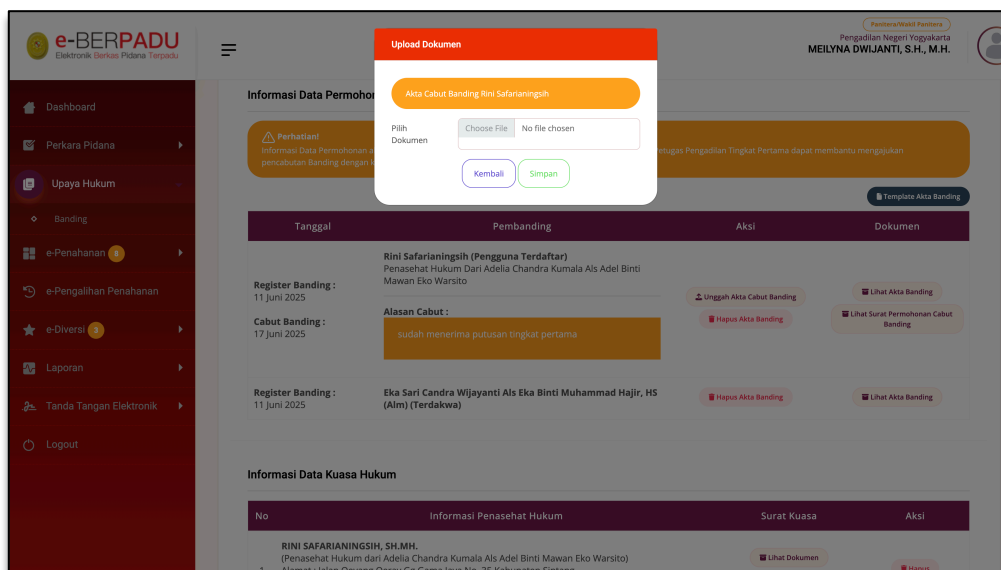 e-BERPADU
Elektronik Berkas Pidana Terpadu
Panitera/Wakil Panitera
Pengadilan Negeri Yogyakarta
MEILYNA DWIJANTI, S.H., M.H.
Dashboard
Perkara Pidana
Upaya Hukum
Banding
e-Penahanan 8
e-Pengalihan Penahanan
e-Diversi 3
Laporan
Tanda Tangan Elektronik
Logout
Upload Dokumen
Akta Cabut Banding Rini Safarianingsih
Pilih Dokumen
Choose File No file chosen
Kembali Simpan
Informasi Data Permoho
Perhatian!
Informasi Data Permohonan a
etugas Pengadilan Tingkat Pertama dapat membantu mengajukan
pencabutan Banding dengan k
Template Akta Banding
Tanggal Pembanding Aksi Dokumen
Register Banding :
11 Juni 2025
Cabut Banding :
17 Juni 2025
Rini Safarianingsih (Pengguna Terdaftar)
Penasehat Hukum Dari Adelia Chandra Kumala Als Adel Binti
Mawan Eko Warsito
Alasan Cabut :
sudah menerima putusan tingkat pertama
Unggah Akta Cabut Banding
Hapus Akta Banding
Lihat Akta Banding
Lihat Surat Permohonan Cabut
Banding
Register Banding :
11 Juni 2025
Eka Sari Candra Wijayanti Als Eka Binti Muhammad Hajir, HS
(Alm) (Terdakwa)
Hapus Akta Banding
Lihat Akta Banding
Informasi Data Kuasa Hukum
No Informasi Penasehat Hukum Surat Kuasa Aksi
RINI SAFARIANINGSIH, SH.MH.
(Penasehat Hukum dari Adelia Chandra Kumala Als Adel Binti Mawan Eko Warsito)
Lihat Dokumen
Hapus